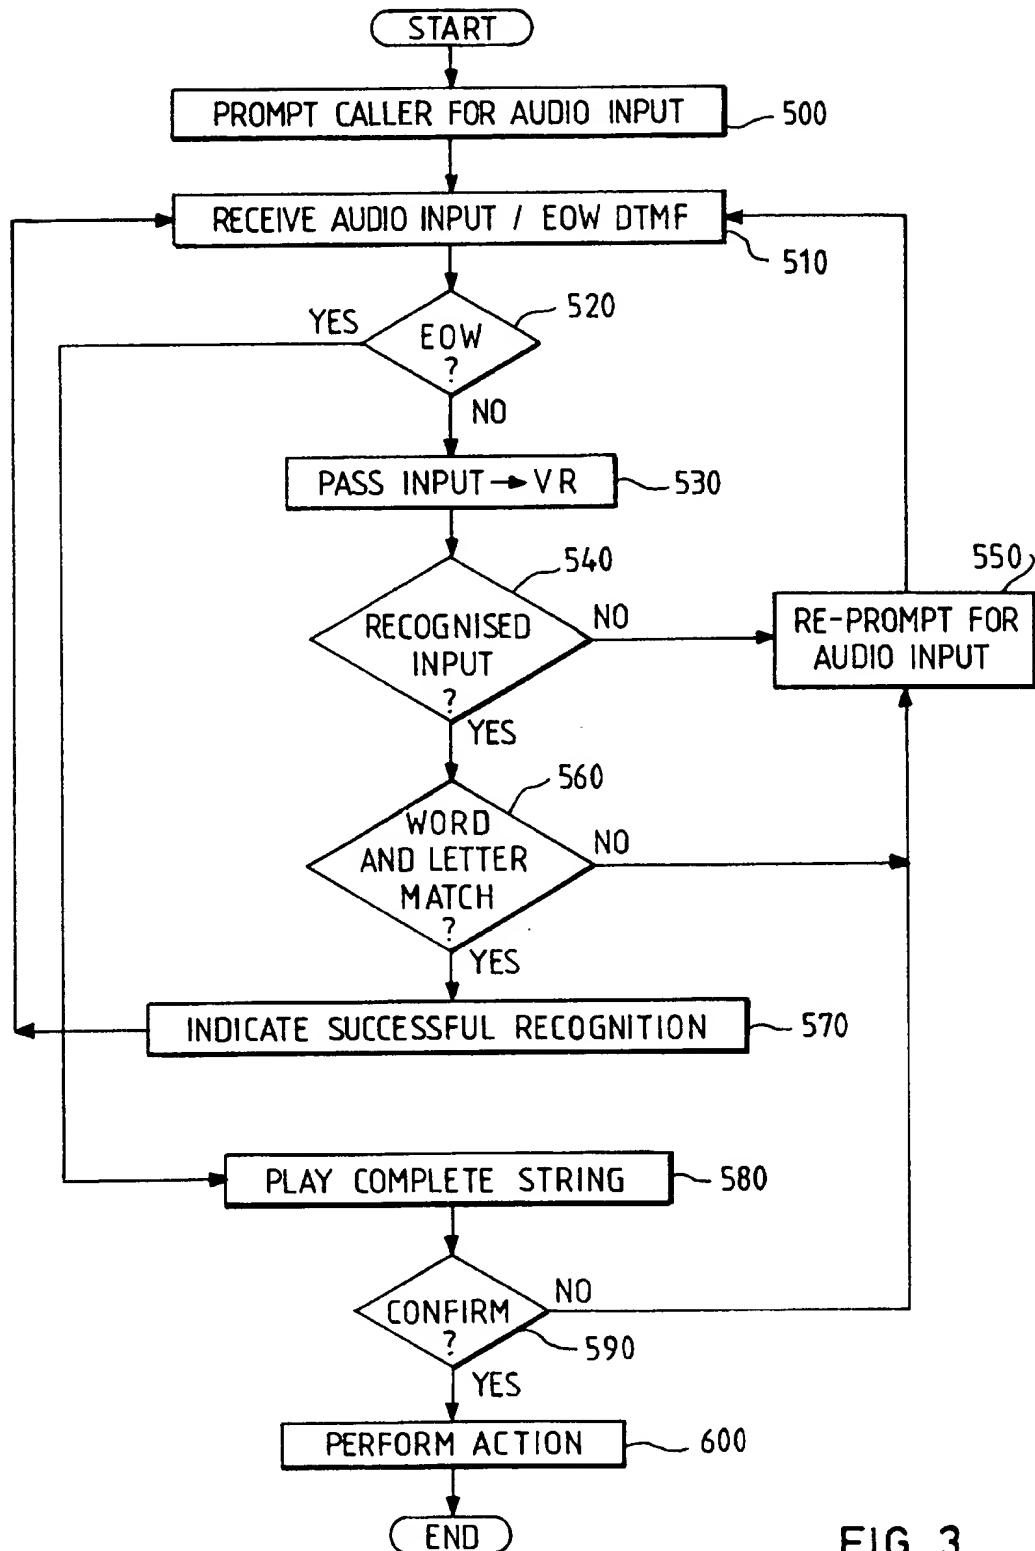 START
PROMPT CALLER FOR AUDIO INPUT
500
RECEIVE AUDIO INPUT / EOW DTMF
510
520
YES
EOW
?
NO
PASS INPUT → VR
530
540
550
RECOGNISED
INPUT
?
NO
RE-PROMPT FOR
AUDIO INPUT
YES
560
WORD
AND LETTER
MATCH
?
NO
YES
INDICATE SUCCESSFUL RECOGNITION
570
PLAY COMPLETE STRING
580
CONFIRM
?
NO
590
YES
PERFORM ACTION
600
END
FIG. 3